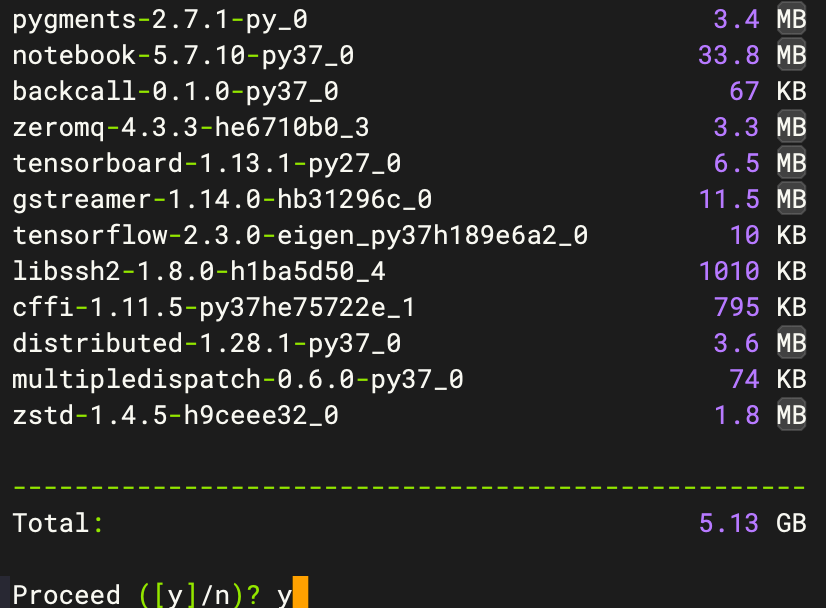 pygments-2.7.1-py_0 3.4 MB
notebook-5.7.10-py37_0 33.8 MB
backcall-0.1.0-py37_0 67 KB
zeromq-4.3.3-he6710b0_3 3.3 MB
tensorboard-1.13.1-py27_0 6.5 MB
gstreamer-1.14.0-hb31296c_0 11.5 MB
tensorflow-2.3.0-eigen_py37h189e6a2_0 10 KB
libssh2-1.8.0-h1ba5d50_4 1010 KB
cffi-1.11.5-py37he75722e_1 795 KB
distributed-1.28.1-py37_0 3.6 MB
multipledispatch-0.6.0-py37_0 74 KB
zstd-1.4.5-h9ceee32_0 1.8 MB
---------------------------------------------------
Total: 5.13 GB
Proceed ([y]/n)? y